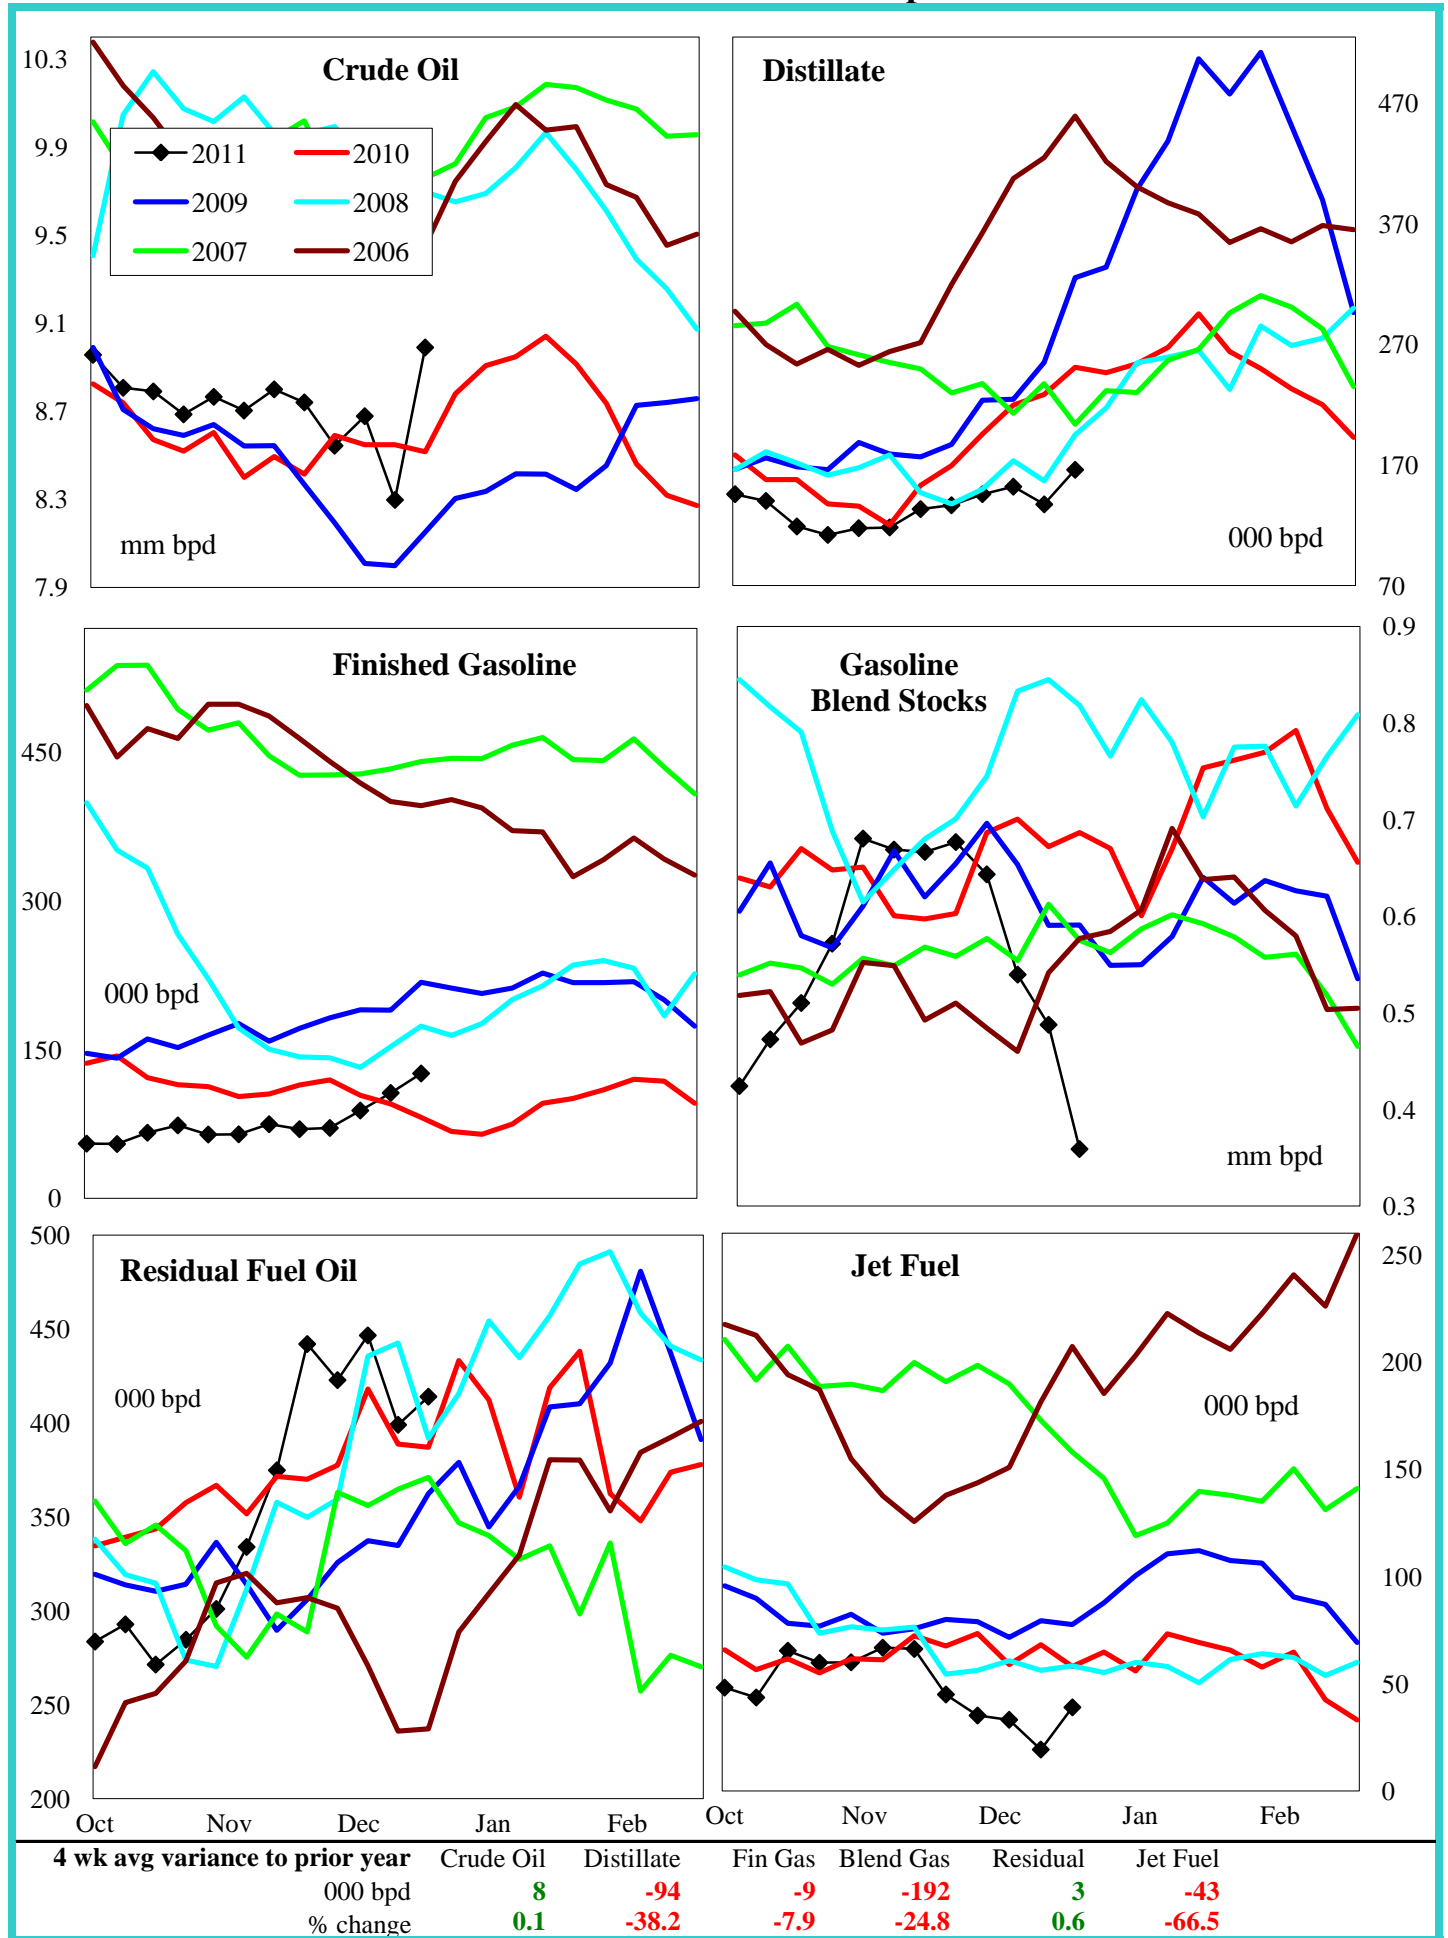 Crude Oil
10.3
9.9
9.5
9.1
8.7
8.3
7.9
2011
2010
2009
2008
2007
2006
mm bpd
Distillate
470
370
270
170
70
000 bpd
Finished Gasoline
450
300
150
0
000 bpd
Gasoline
Blend Stocks
0.9
0.8
0.7
0.6
0.5
0.4
0.3
mm bpd
Residual Fuel Oil
500
450
400
350
300
250
200
000 bpd
Oct Nov Dec Jan Feb
Jet Fuel
250
200
150
100
50
0
000 bpd
Oct Nov Dec Jan Feb
4 wk avg variance to prior year Crude Oil Distillate Fin Gas Blend Gas Residual Jet Fuel
000 bpd 8 -94 -9 -192 3 -43
% change 0.1 -38.2 -7.9 -24.8 0.6 -66.5